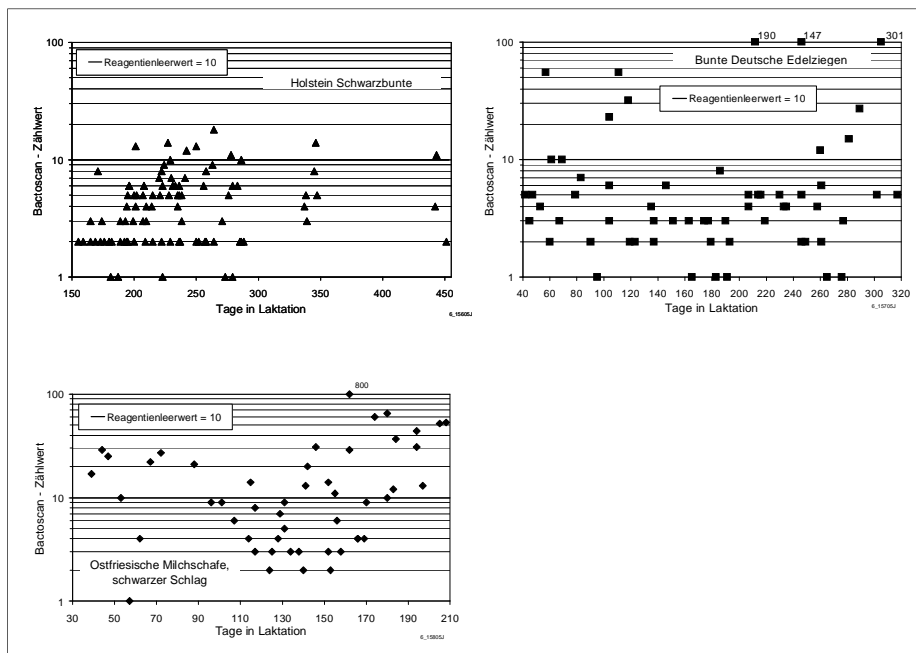 100
10
1
Bactoscan - Zählwert
Reagentienleerwert = 10
Holstein Schwarzbunte
150 200 250 300 350 400 450
Tage in Laktation
6_15605J
190 147 301
100
10
1
Bactoscan - Zählwert
Bunte Deutsche Edelziegen
Reagentienleerwert = 10
40 60 80 100 120 140 160 180 200 220 240 260 280 300 320
Tage in Laktation
6_15705J
800
100
10
1
Bactoscan - Zählwert
Reagentienleerwert = 10
Ostfriesische Milchschafe,
schwarzer Schlag
30 50 70 90 110 130 150 170 190 210
Tage in Laktation
6_15805J